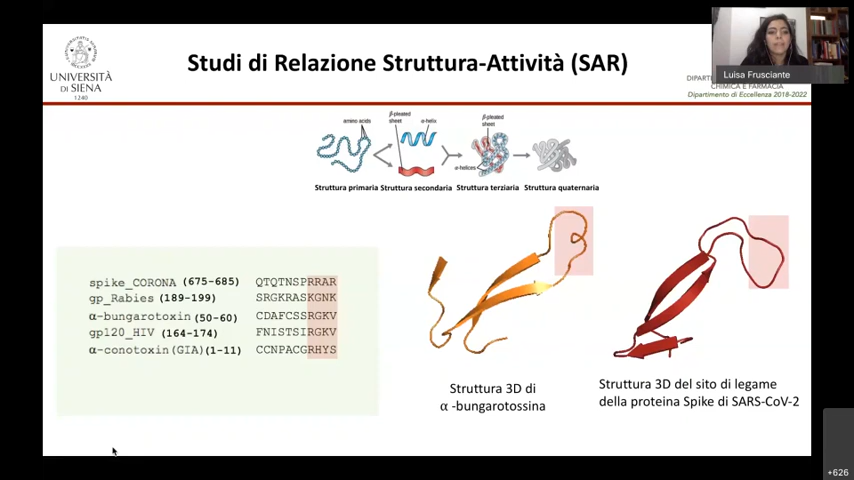 Studi di Relazione Struttura-Attività (SAR)
UNIVERSITÀ
DI SIENA
1240
Luisa Frusciante
CHIMICA E FARMACIA
Dipartimento di Eccellenza 2018-2022
amino acids
β-pleated
sheet
α-helix
β-pleated
sheet
α-helices
Struttura primaria Struttura secondaria Struttura terziaria Struttura quaternaria
spike_CORONA (675-685) QTQTNSPRRAR
gp_Rabies (189-199) SRGKRASKGNK
α-bungarotoxin (50-60) CDAFCSSRGKV
gp120_HIV (164-174) FNISTSIRGKV
α-conotoxin(GIA)(1-11) CCNPACGRHYS
Struttura 3D di
α -bungarotossina
Struttura 3D del sito di legame
della proteina Spike di SARS-CoV-2
+626